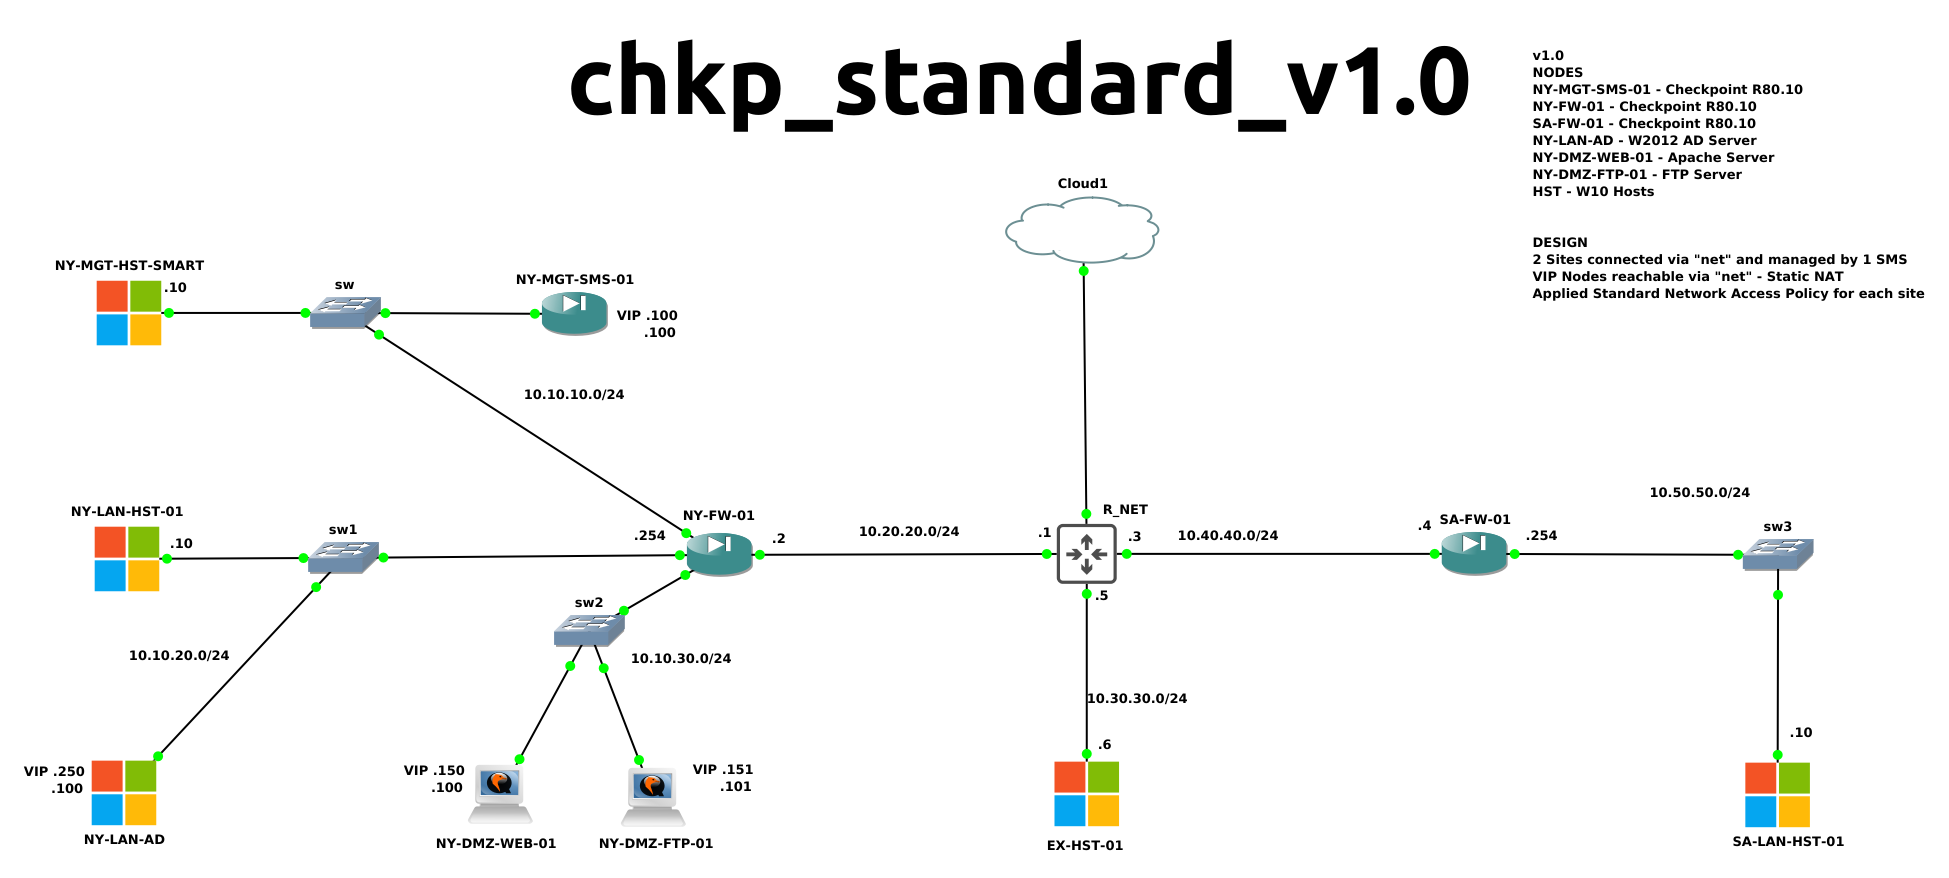 chkp_standard_v1.0
v1.0
NODES
NY-MGT-SMS-01 - Checkpoint R80.10
NY-FW-01 - Checkpoint R80.10
SA-FW-01 - Checkpoint R80.10
NY-LAN-AD - W2012 AD Server
NY-DMZ-WEB-01 - Apache Server
NY-DMZ-FTP-01 - FTP Server
HST - W10 Hosts
DESIGN
2 Sites connected via "net" and managed by 1 SMS
VIP Nodes reachable via "net" - Static NAT
Applied Standard Network Access Policy for each site
Cloud1
NY-MGT-HST-SMART
.10
sw
NY-MGT-SMS-01
VIP .100
.100
10.10.10.0/24
NY-LAN-HST-01
.10
sw1
.254
NY-FW-01
.2
10.20.20.0/24
.1
R_NET
.3
10.40.40.0/24
.4
SA-FW-01
.254
10.50.50.0/24
sw3
.5
sw2
10.10.20.0/24
10.10.30.0/24
10.30.30.0/24
.6
.10
VIP .250
.100
NY-LAN-AD
VIP .150
.100
NY-DMZ-WEB-01
VIP .151
.101
NY-DMZ-FTP-01
EX-HST-01
SA-LAN-HST-01